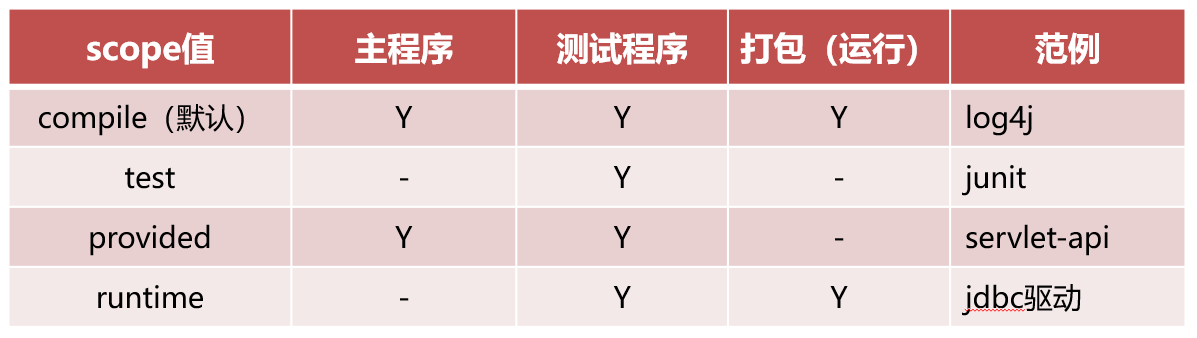 scope值 主程序 测试程序 打包（运行） 范例
compile（默认） Y Y Y log4j
test - Y - junit
provided Y Y - servlet-api
runtime - Y Y jdbc驱动